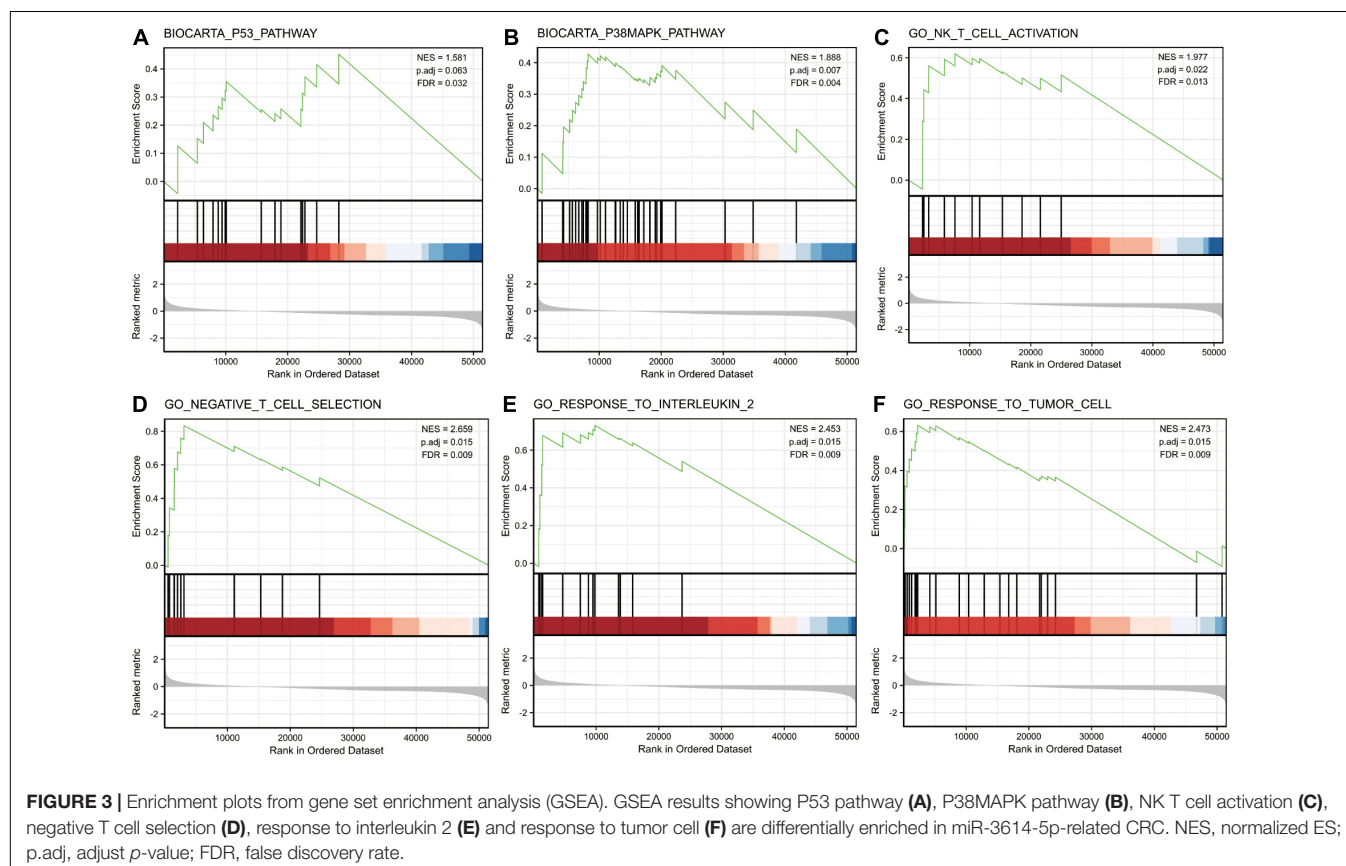 A
BIOCARTA_P53_PATHWAY
NES = 1.581
p.adj = 0.063
FDR = 0.032
Enrichment Score
0.4
0.3
0.2
0.1
0.0
Ranked metric
2
0
-2
10000 20000 30000 40000 50000
Rank in Ordered Dataset
B
BIOCARTA_P38MAPK_PATHWAY
NES = 1.888
p.adj = 0.007
FDR = 0.004
Enrichment Score
0.4
0.3
0.2
0.1
0.0
Ranked metric
2
0
-2
10000 20000 30000 40000 50000
Rank in Ordered Dataset
C
GO_NK_T_CELL_ACTIVATION
NES = 1.977
p.adj = 0.022
FDR = 0.013
Enrichment Score
0.6
0.4
0.2
0.0
Ranked metric
2
0
-2
10000 20000 30000 40000 50000
Rank in Ordered Dataset
D
GO_NEGATIVE_T_CELL_SELECTION
NES = 2.659
p.adj = 0.015
FDR = 0.009
Enrichment Score
0.8
0.6
0.4
0.2
0.0
Ranked metric
2
0
-2
10000 20000 30000 40000 50000
Rank in Ordered Dataset
E
GO_RESPONSE_TO_INTERLEUKIN_2
NES = 2.453
p.adj = 0.015
FDR = 0.009
Enrichment Score
0.6
0.4
0.2
0.0
Ranked metric
2
0
-2
10000 20000 30000 40000 50000
Rank in Ordered Dataset
F
GO_RESPONSE_TO_TUMOR_CELL
NES = 2.473
p.adj = 0.015
FDR = 0.009
Enrichment Score
0.6
0.4
0.2
0.0
Ranked metric
2
0
-2
10000 20000 30000 40000 50000
Rank in Ordered Dataset
FIGURE 3 | Enrichment plots from gene set enrichment analysis (GSEA). GSEA results showing P53 pathway (A), P38MAPK pathway (B), NK T cell activation (C),
negative T cell selection (D), response to interleukin 2 (E) and response to tumor cell (F) are differentially enriched in miR-3614-5p-related CRC. NES, normalized ES;
p.adj, adjust p-value; FDR, false discovery rate.